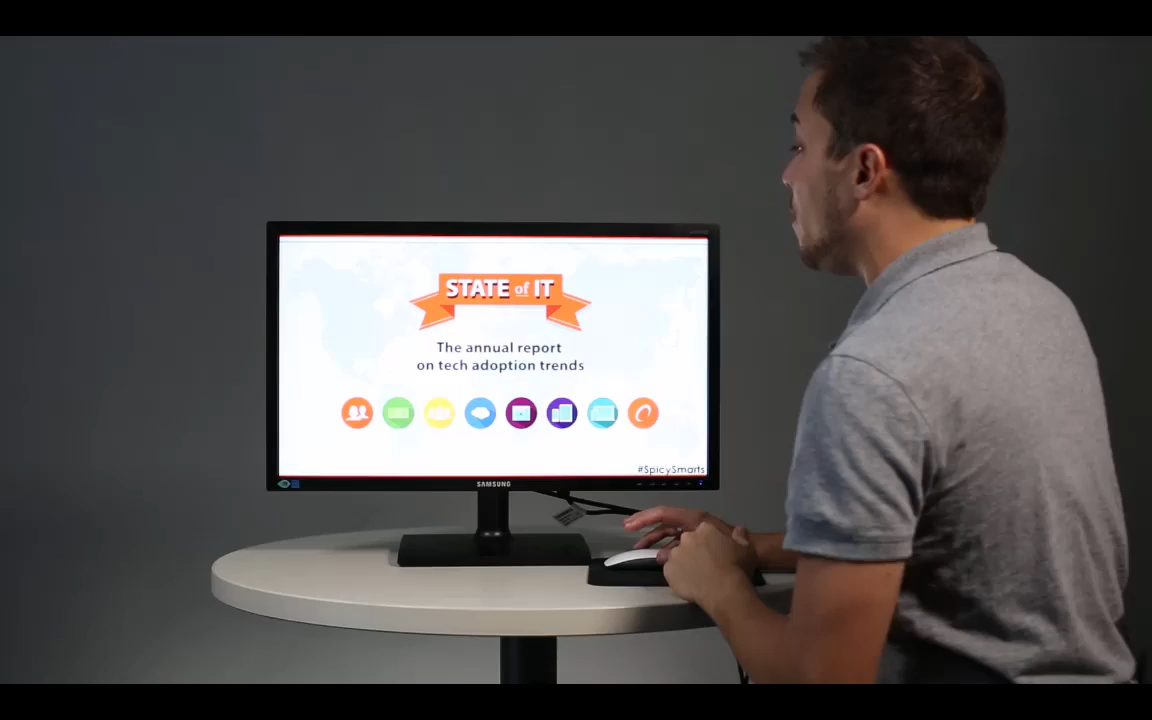 STATE of IT
The annual report
on tech adoption trends
#SpicySmarts
SAMSUNG